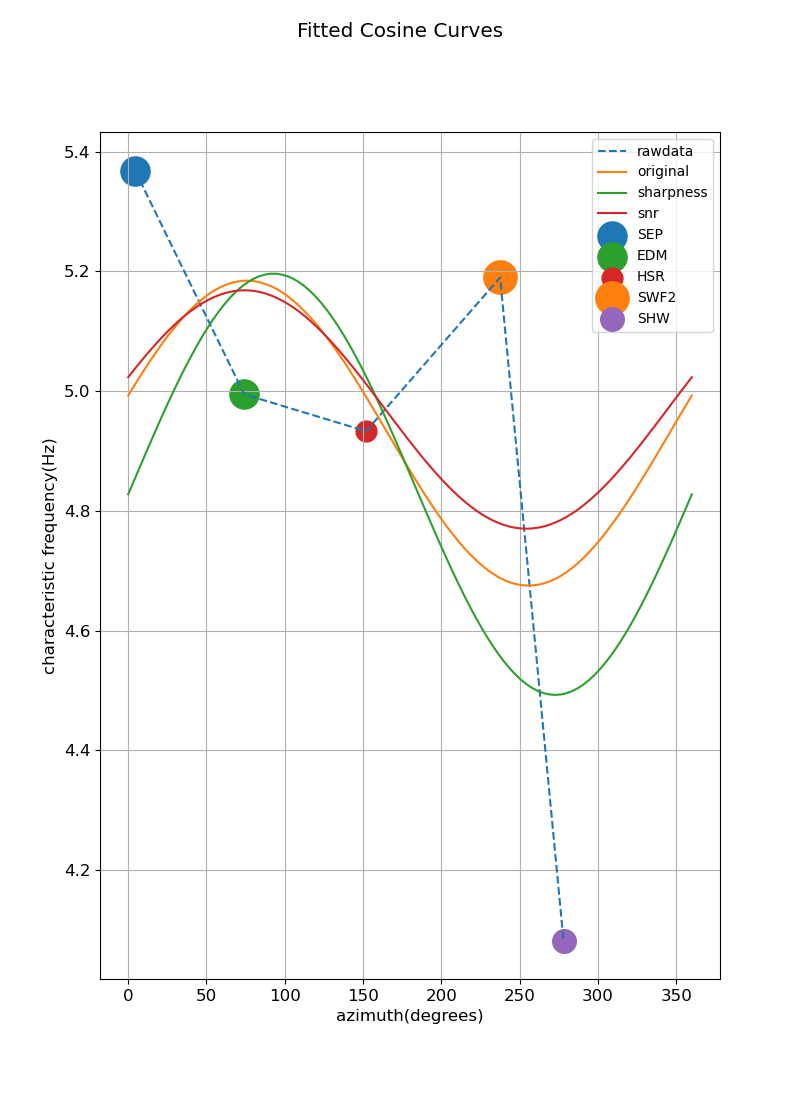 Fitted Cosine Curves
rawdata
original
sharpness
snr
SEP
EDM
HSR
SWF2
SHW
5.4
5.2
5.0
4.8
4.6
4.4
4.2
characteristic frequency(Hz)
0 50 100 150 200 250 300 350
azimuth(degrees)